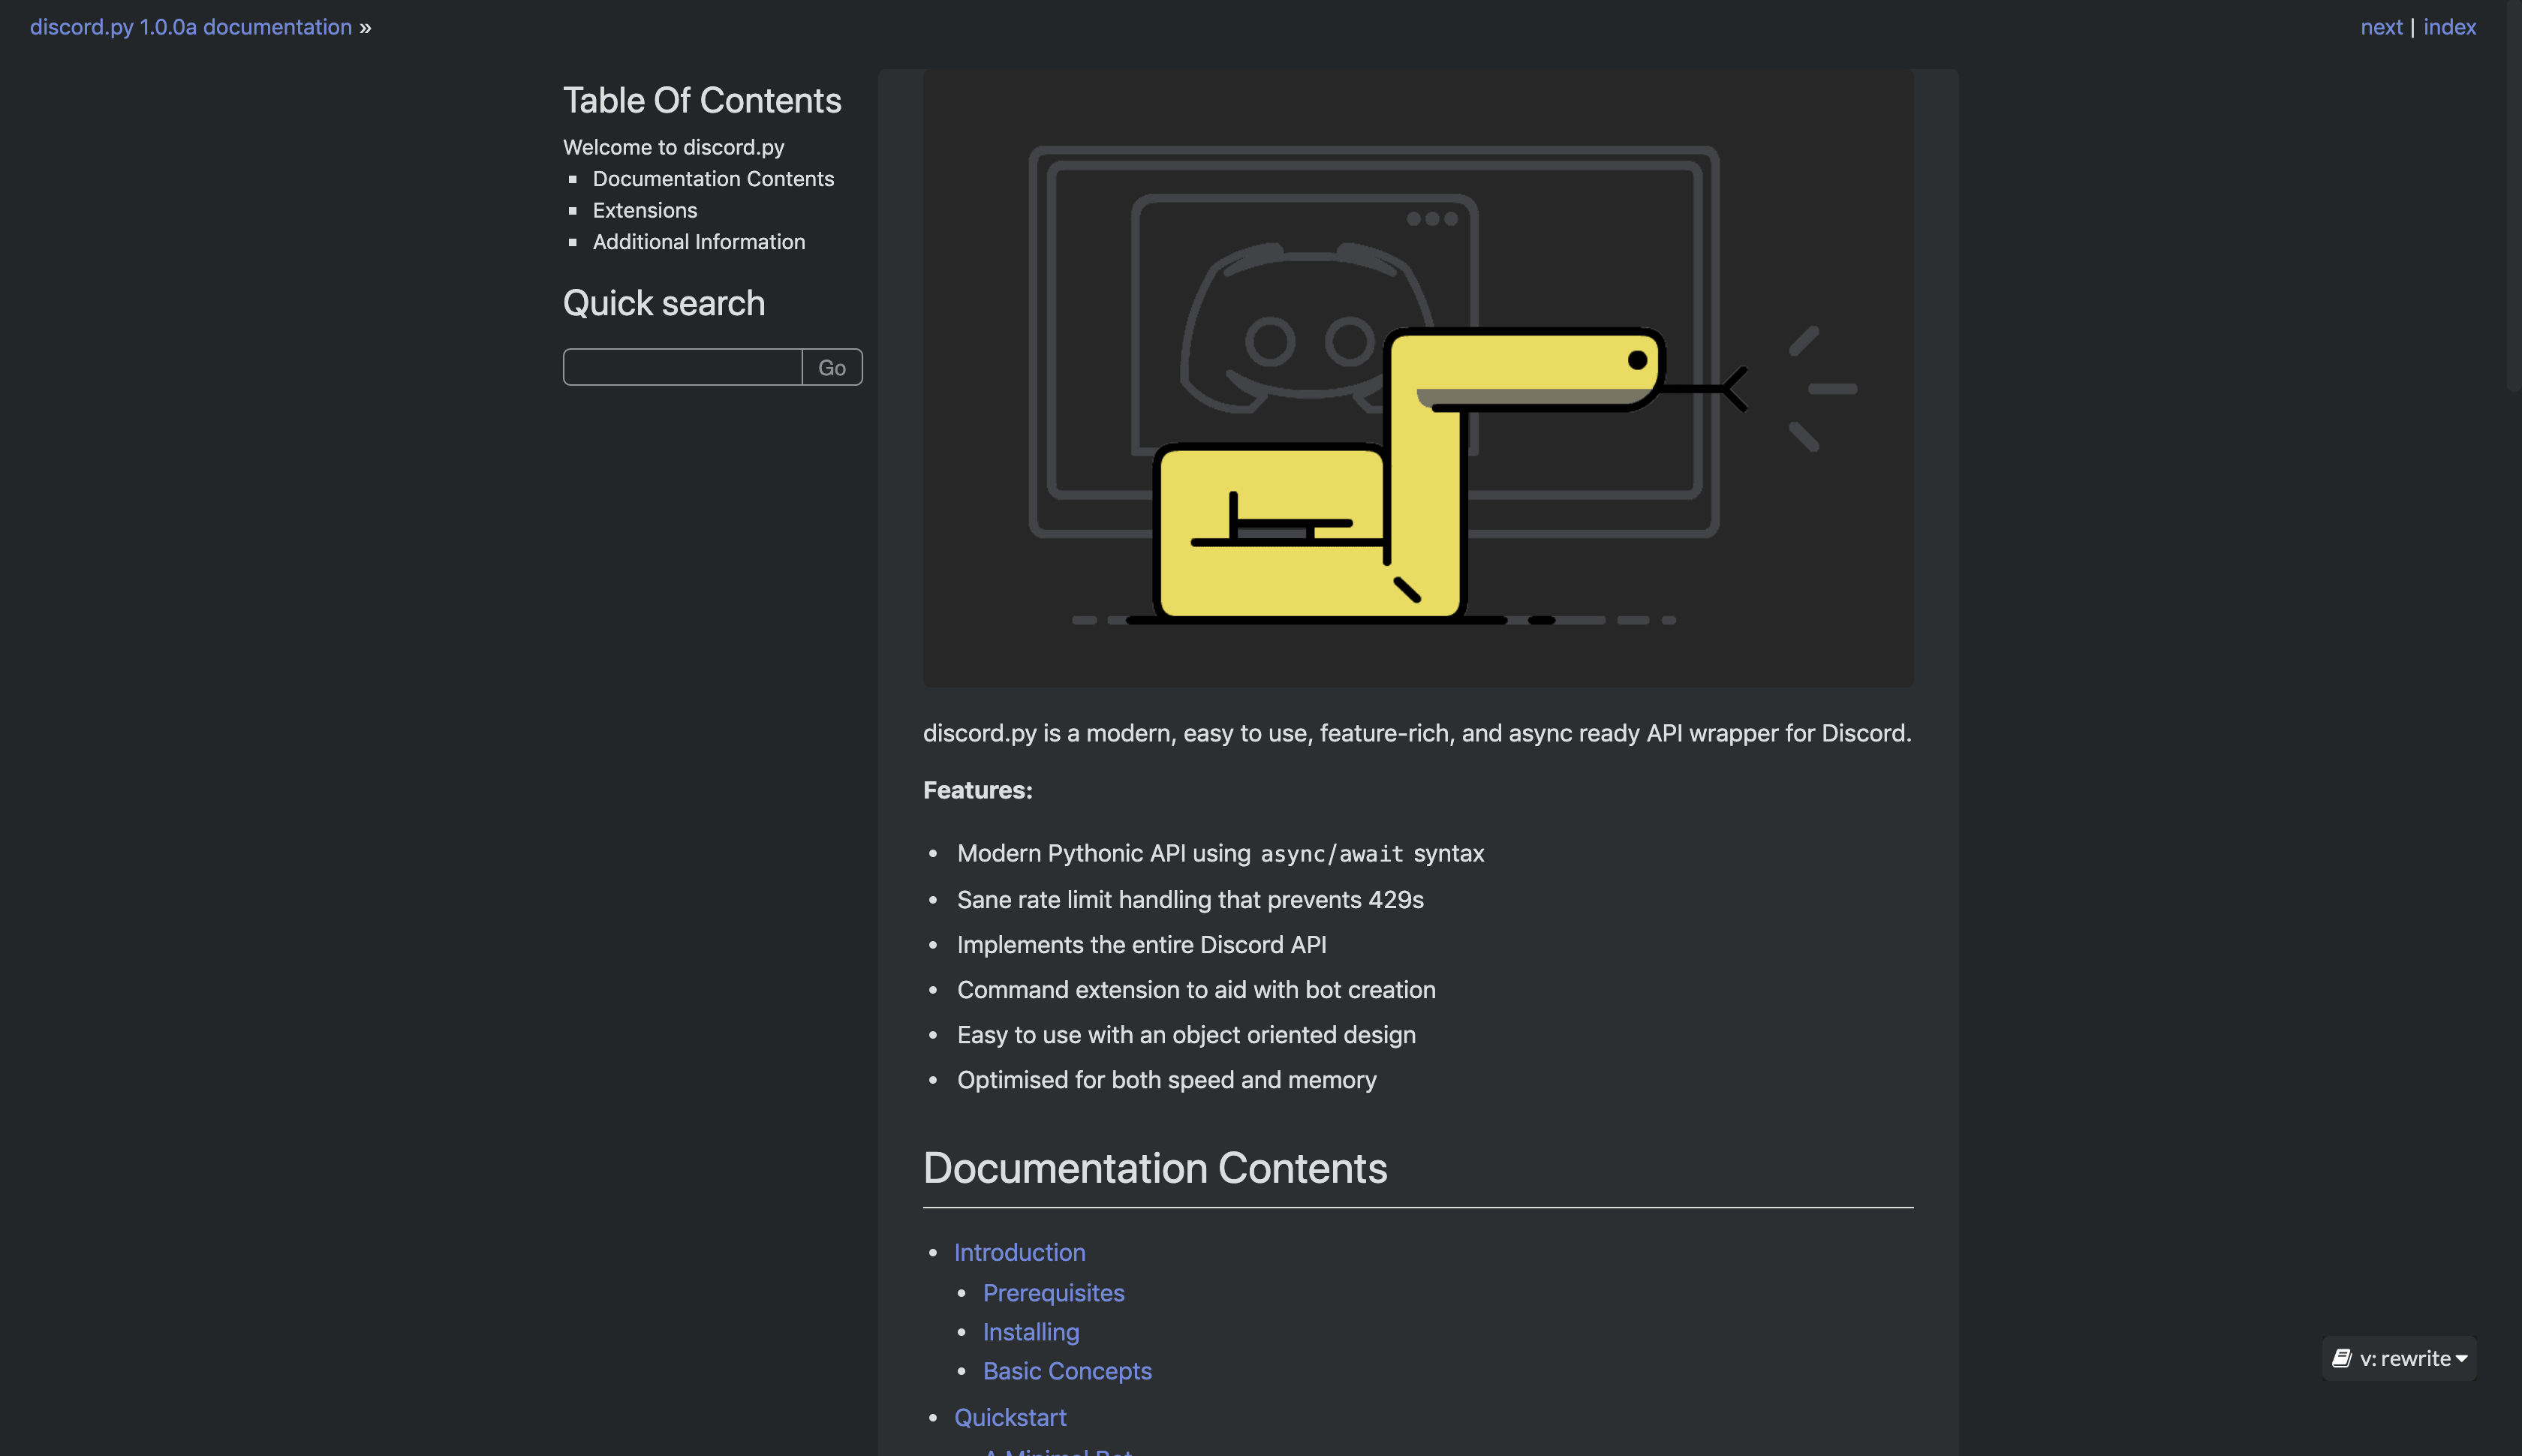 discord.py 1.0.0a documentation »
next | index
Table Of Contents
Welcome to discord.py
Documentation Contents
Extensions
Additional Information
Quick search
Go
discord.py is a modern, easy to use, feature-rich, and async ready API wrapper for Discord.
Features:
Modern Pythonic API using async/await syntax
Sane rate limit handling that prevents 429s
Implements the entire Discord API
Command extension to aid with bot creation
Easy to use with an object oriented design
Optimised for both speed and memory
Documentation Contents
Introduction
Prerequisites
Installing
Basic Concepts
v: rewrite
Quickstart
A Minimal Bot